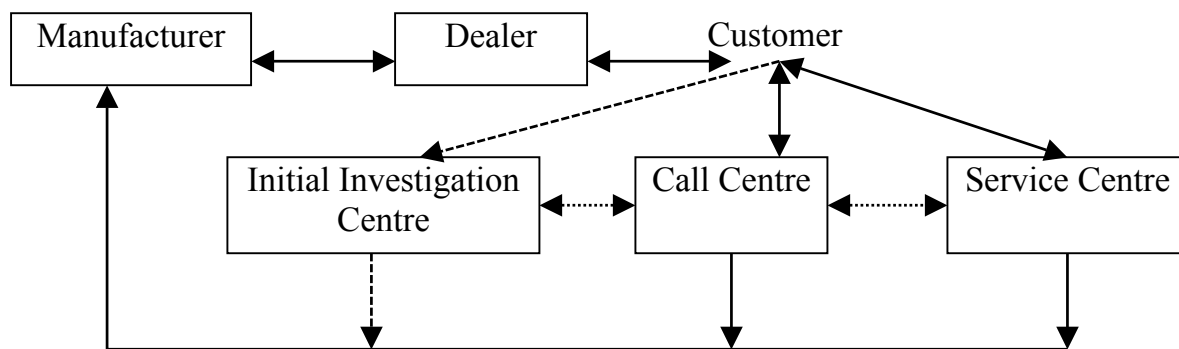 Manufacturer
Dealer
Customer
Initial Investigation
Centre
Call Centre
Service Centre